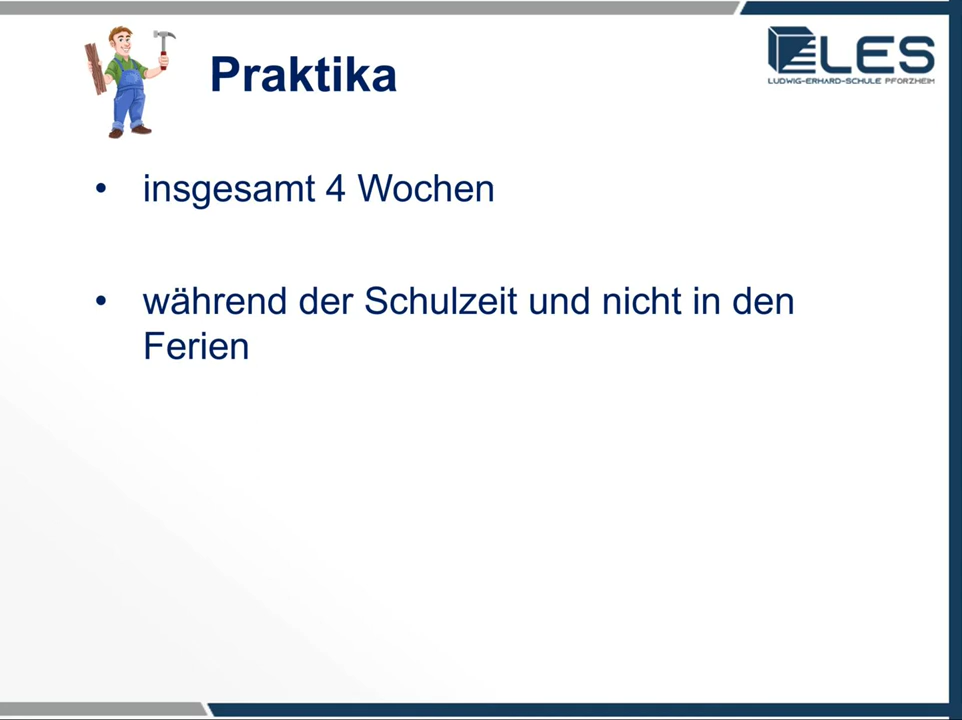 Praktika
LES
LUDWIG-ERHARD-SCHULE PFORZHEIM
• insgesamt 4 Wochen
• während der Schulzeit und nicht in den
Ferien